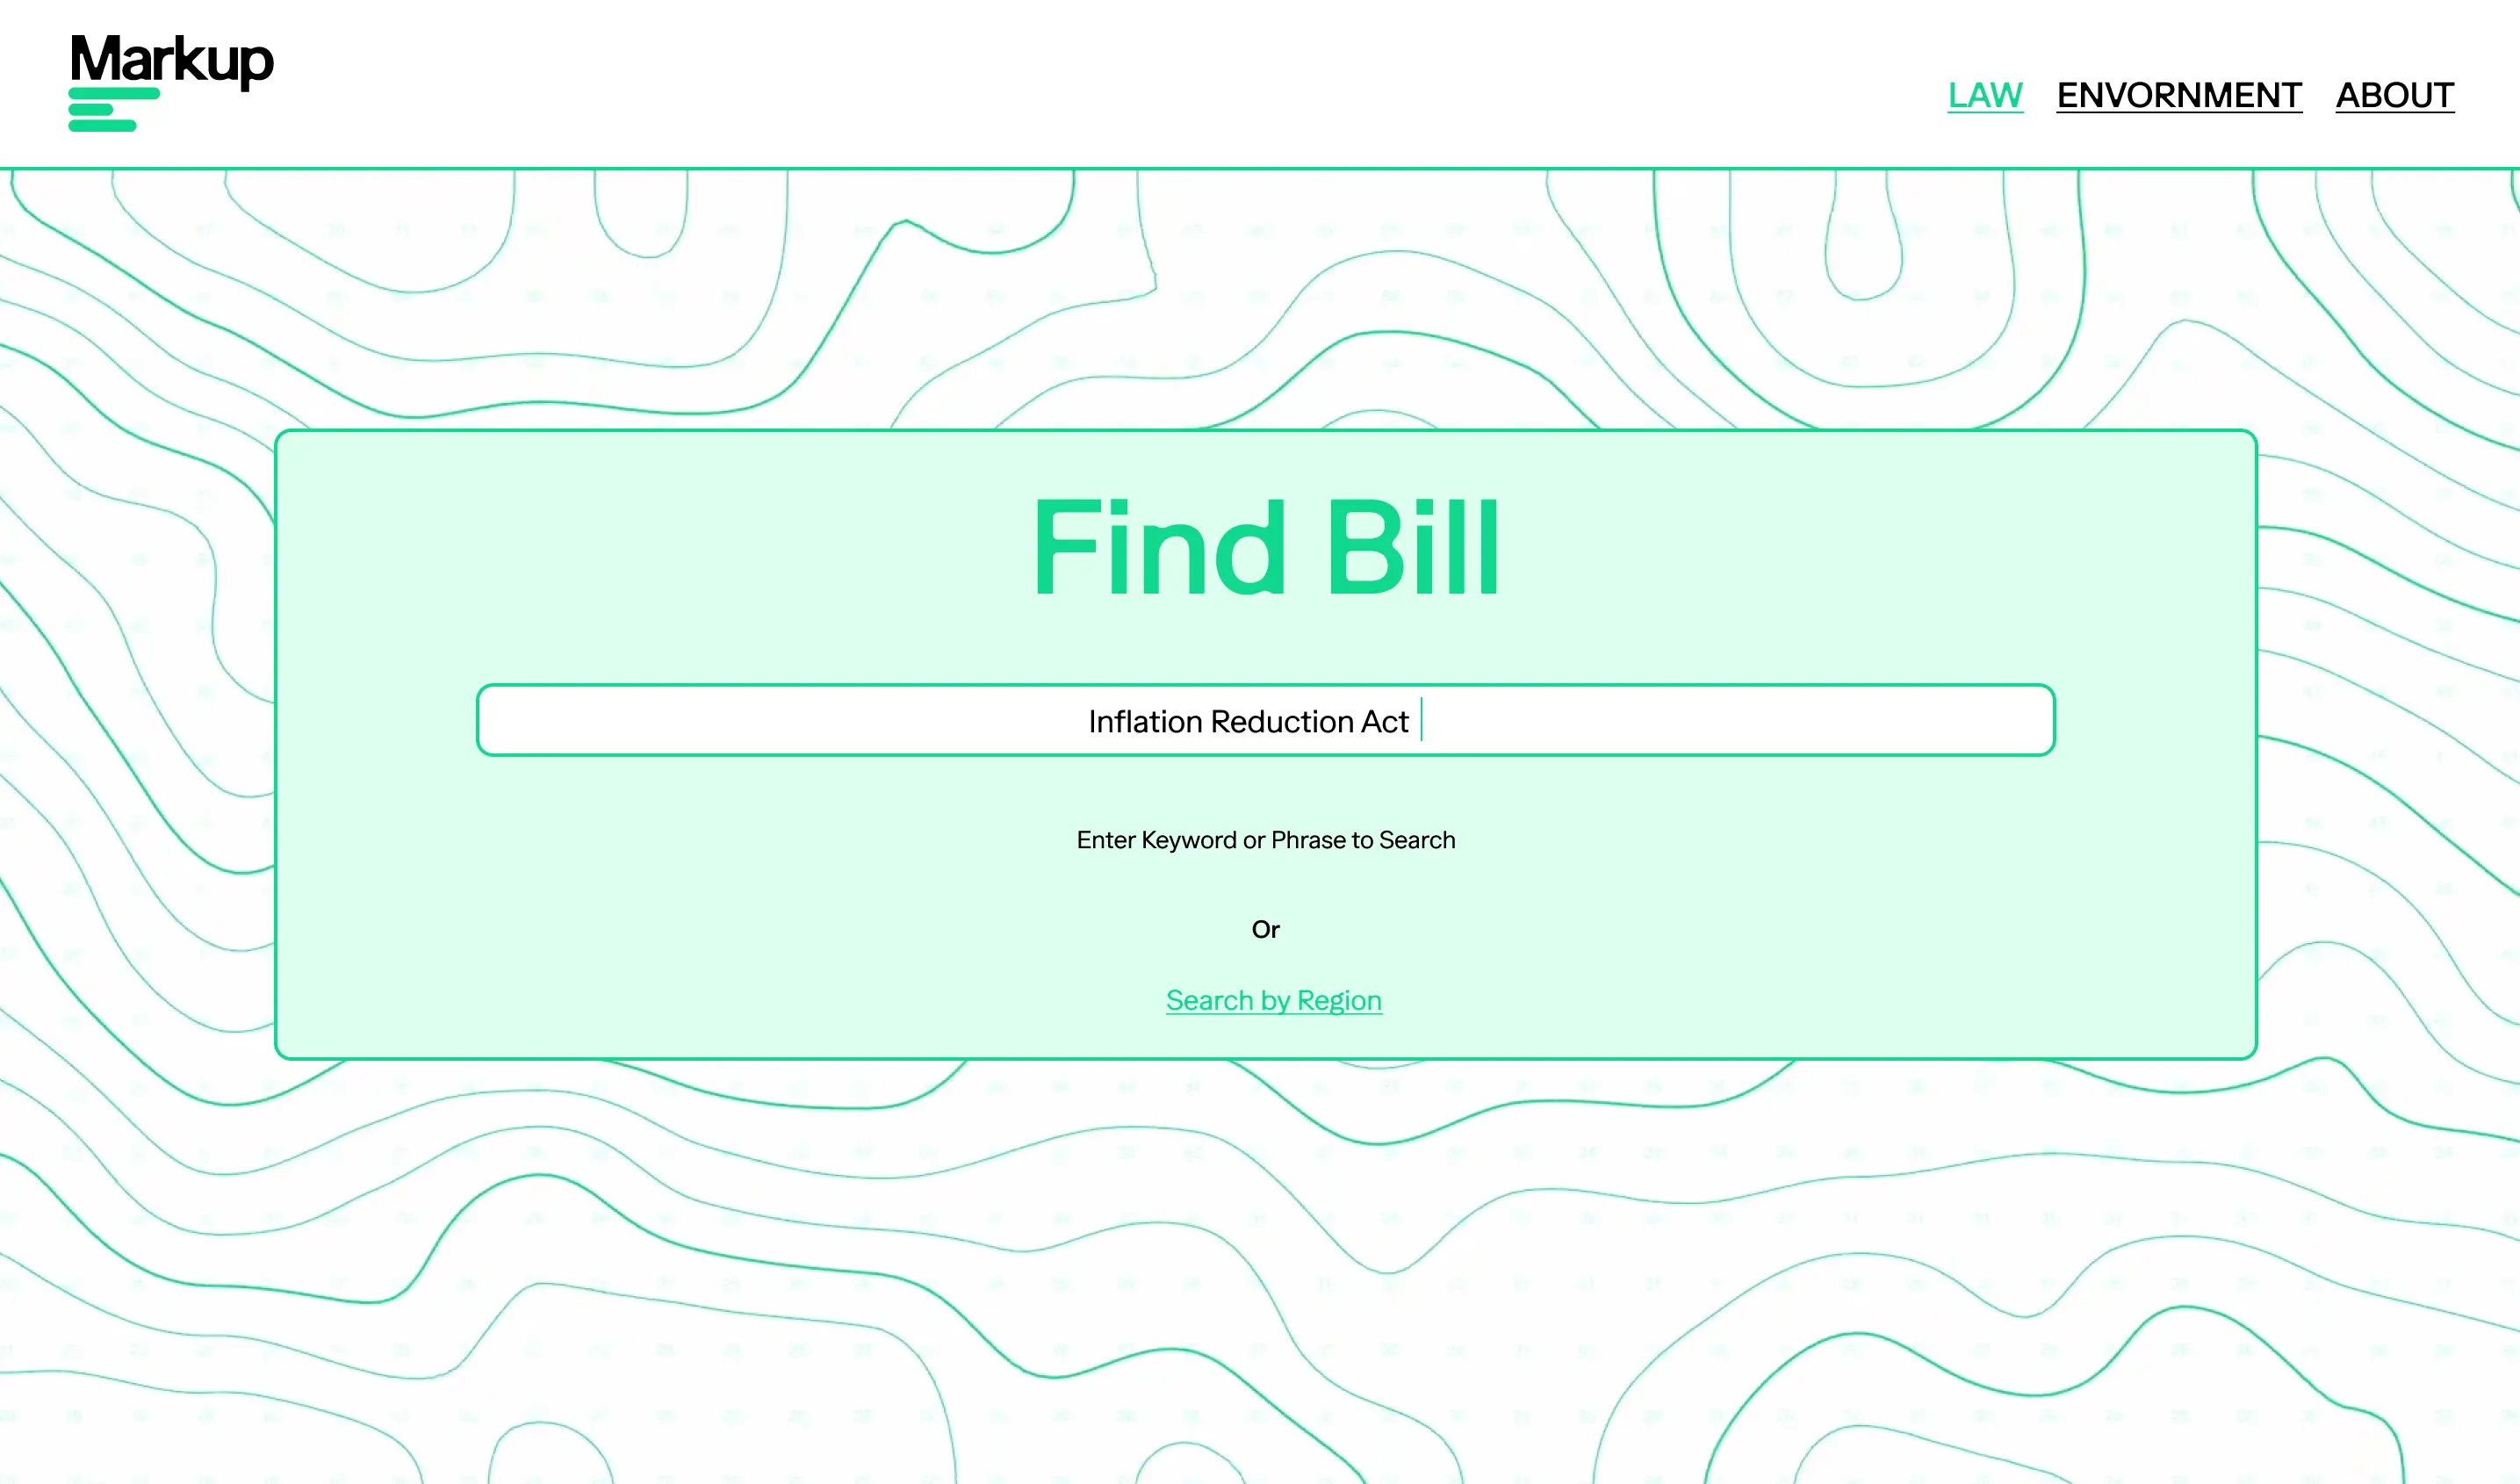 Markup
LAW ENVORNMENT ABOUT
Find Bill
Inflation Reduction Act
Enter Keyword or Phrase to Search
Or
Search by Region